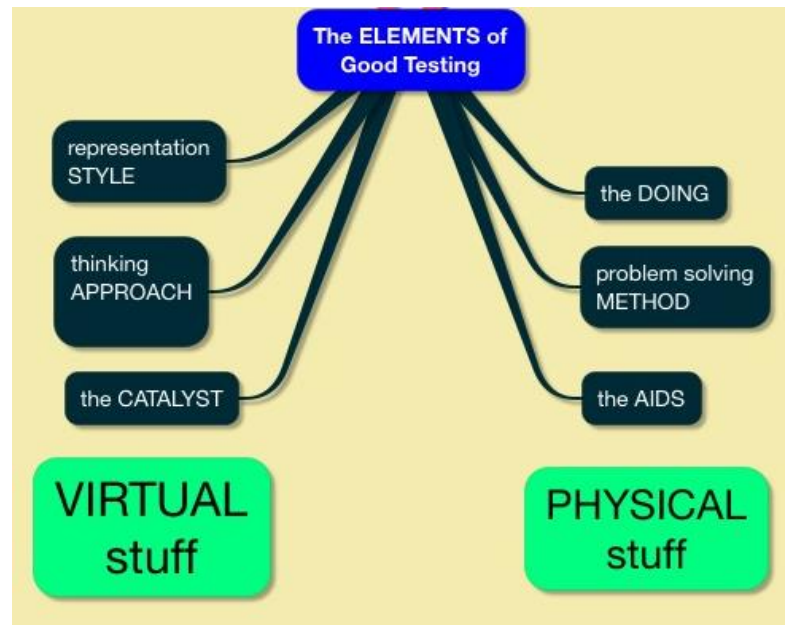 The ELEMENTS of
Good Testing
representation
STYLE
thinking
APPROACH
the CATALYST
VIRTUAL
stuff
the DOING
problem solving
METHOD
the AIDS
PHYSICAL
stuff